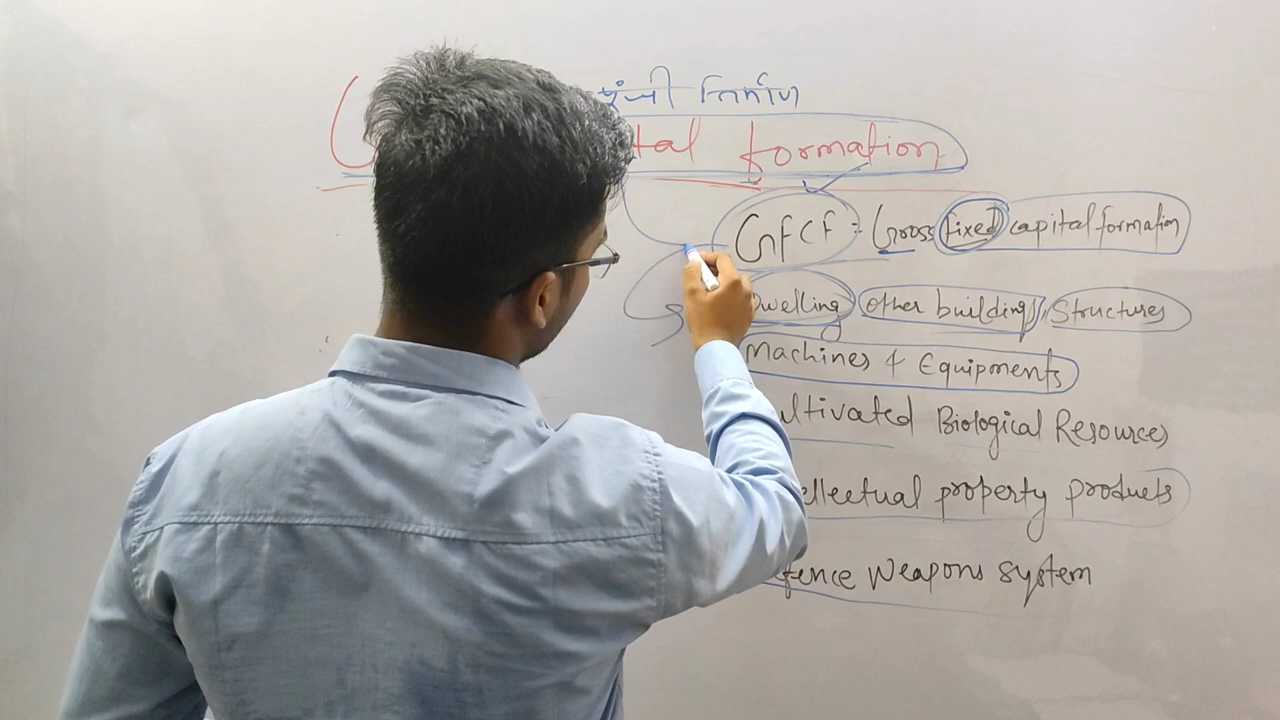 पूंजी निर्माण
tal formation
GFCF = Gross fixed capital formation
Dwelling, other buildings, Structures
Machines & Equipments
ultivated Biological Resources
ellectual property products
fence Weapons system